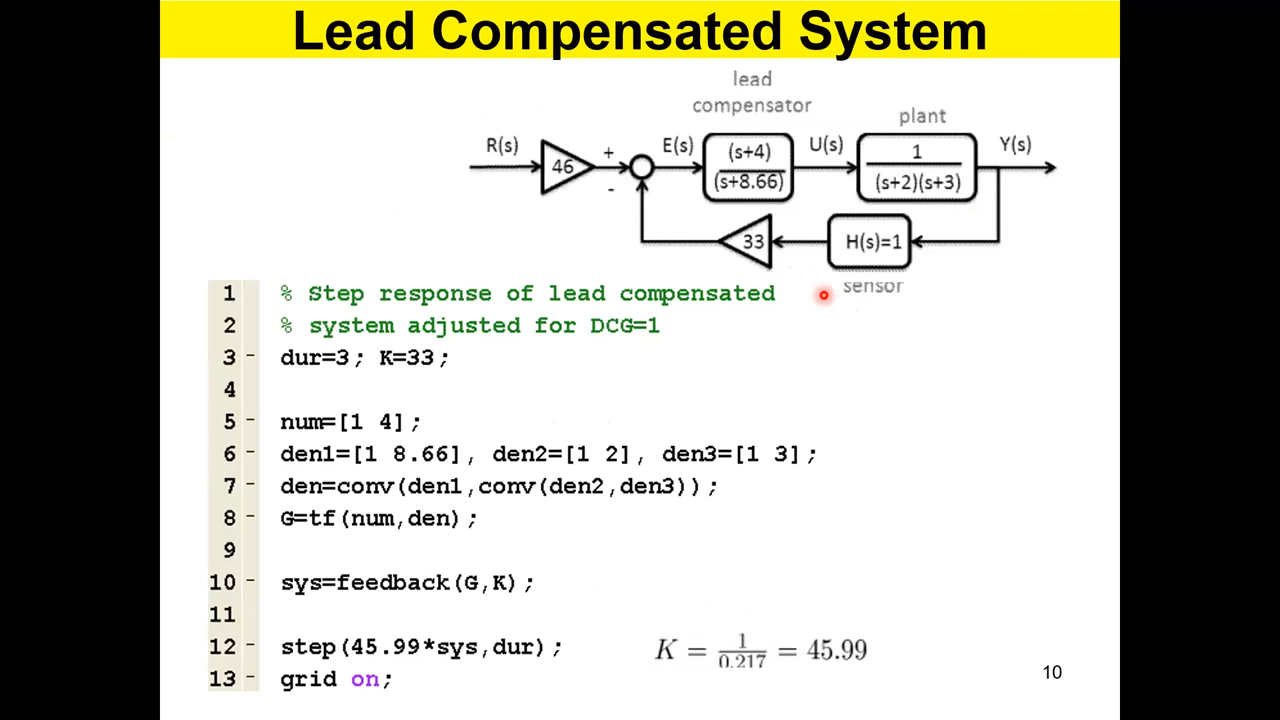 Lead Compensated System
lead
compensator
plant
R(s)
46
+
-
E(s)
(s+4)
(s+8.66)
U(s)
1
(s+2)(s+3)
Y(s)
33
H(s)=1
sensor
1 % Step response of lead compensated
2 % system adjusted for DCG=1
3 - dur=3; K=33;
4
5 - num=[1 4];
6 - den1=[1 8.66], den2=[1 2], den3=[1 3];
7 - den=conv(den1,conv(den2,den3));
8 - G=tf(num,den);
9
10 - sys=feedback(G,K);
11
12 - step(45.99*sys,dur);
13 - grid on;
K = 1/0.217 = 45.99
10